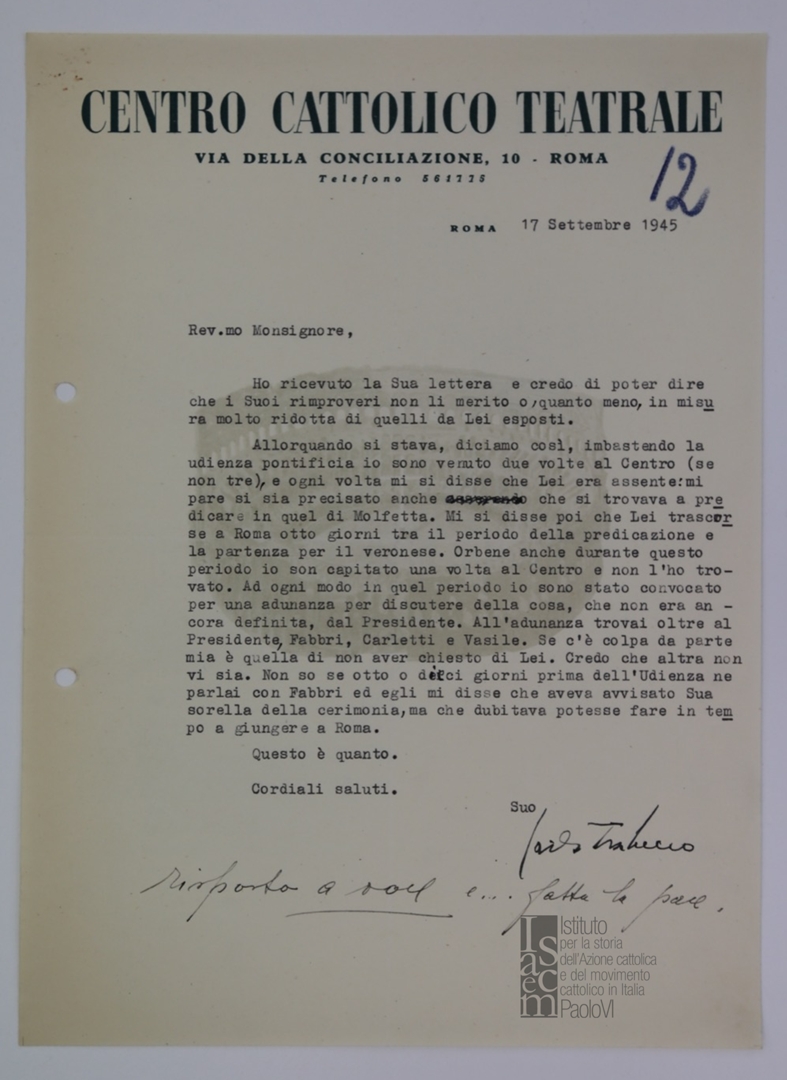 CENTRO CATTOLICO TEATRALE
VIA DELLA CONCILIAZIONE, 10 - ROMA
Telefono 561775
12
ROMA 17 Settembre 1945
Rev.mo Monsignore,
Ho ricevuto la Sua lettera e credo di poter dire
che i Suoi rimproveri non li merito o,quanto meno, in misu
ra molto ridotta di quelli da Lei esposti.
Allorquando si stava, diciamo così, imbastendo la
udienza pontificia io sono venuto due volte al Centro (se
non tre), e ogni volta mi si disse che Lei era assente:mi
pare si sia precisato anche che si trovava a pre
dicare in quel di Molfetta. Mi si disse poi che Lei trascor
se a Roma otto giorni tra il periodo della predicazione e
la partenza per il veronese. Orbene anche durante questo
periodo io son capitato una volta al Centro e non l'ho tro-
vato. Ad ogni modo in quel periodo io sono stato convocato
per una adunanza per discutere della cosa, che non era an -
cora definita, dal Presidente. All'adunanza trovai oltre al
Presidente, Fabbri, Carletti e Vasile. Se c'è colpa da parte
mia è quella di non aver chiesto di Lei. Credo che altra non
vi sia. Non so se otto o dieci giorni prima dell'Udienza ne
parlai con Fabbri ed egli mi disse che aveva avvisato Sua
sorella della cerimonia,ma che dubitava potesse fare in tem
po a giungere a Roma.
Questo è quanto.
Cordiali saluti.
Suo
Carlo Trabucco
risposto a voce e... fatta la pace.
Istituto
per la storia
dell'Azione cattolica
e del movimento
cattolico in Italia
PaoloVI
Isacem